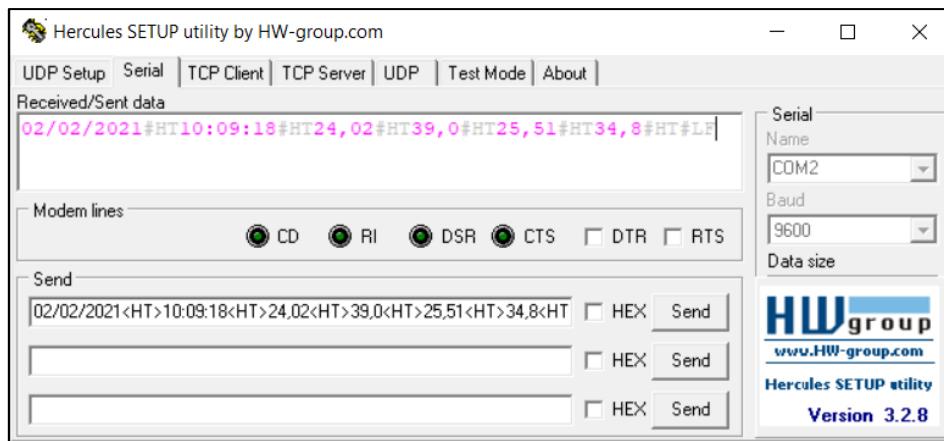 Hercules SETUP utility by HW-group.com
UDP Setup Serial TCP Client TCP Server UDP Test Mode About
Received/Sent data
02/02/2021#HT10:09:18#HT24,02#HT39,0#HT25,51#HT34,8#HT#LF
Modem lines
CD RI DSR CTS DTR RTS
Send
02/02/2021<HT>10:09:18<HT>24,02<HT>39,0<HT>25,51<HT>34,8<HT
HEX Send
HEX Send
HEX Send
Serial
Name
COM2
Baud
9600
Data size
HW group
www.HW-group.com
Hercules SETUP utility
Version 3.2.8